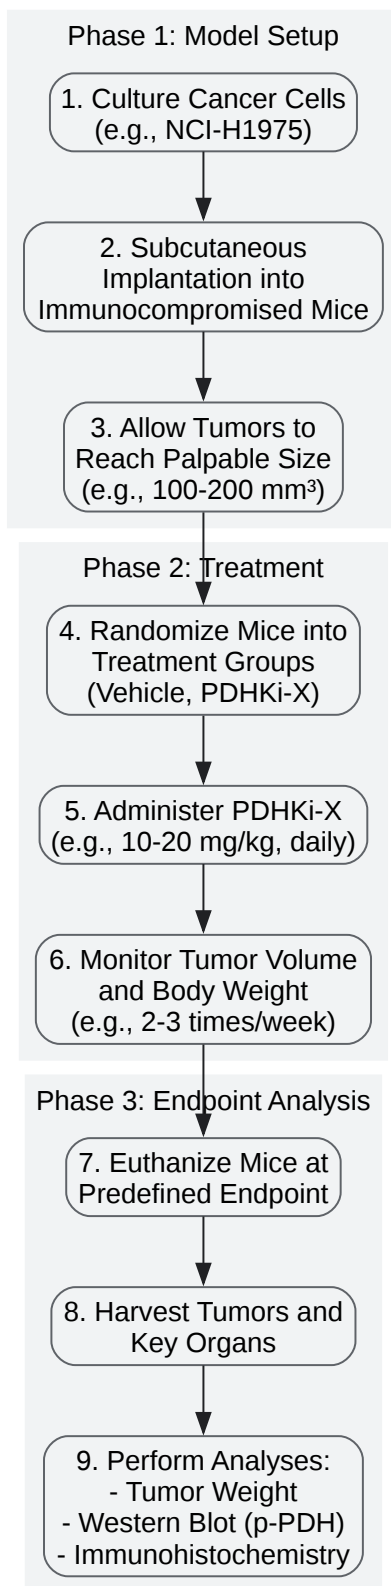 Phase 1: Model Setup
1. Culture Cancer Cells
(e.g., NCI-H1975)
2. Subcutaneous
Implantation into
Immunocompromised Mice
3. Allow Tumors to
Reach Palpable Size
(e.g., 100-200 mm³)
Phase 2: Treatment
4. Randomize Mice into
Treatment Groups
(Vehicle, PDHKi-X)
5. Administer PDHKi-X
(e.g., 10-20 mg/kg, daily)
6. Monitor Tumor Volume
and Body Weight
(e.g., 2-3 times/week)
Phase 3: Endpoint Analysis
7. Euthanize Mice at
Predefined Endpoint
8. Harvest Tumors and
Key Organs
9. Perform Analyses:
- Tumor Weight
- Western Blot (p-PDH)
- Immunohistochemistry